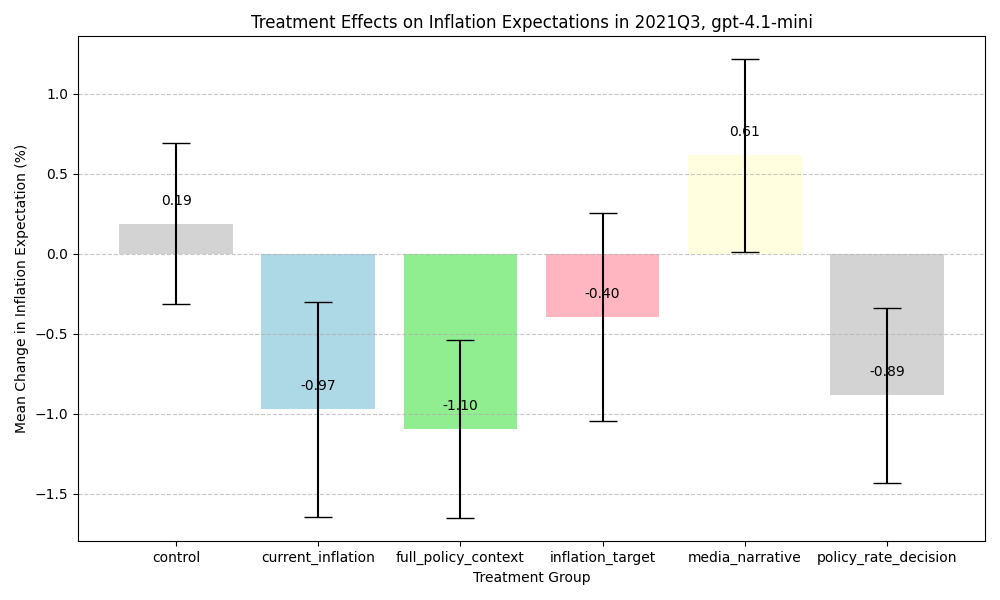 Treatment Effects on Inflation Expectations in 2021Q3, gpt-4.1-mini
Mean Change in Inflation Expectation (%)
1.0
0.5
0.0
−0.5
−1.0
−1.5
0.19
-0.97
-1.10
-0.40
0.61
-0.89
control
current_inflation
full_policy_context
inflation_target
media_narrative
policy_rate_decision
Treatment Group